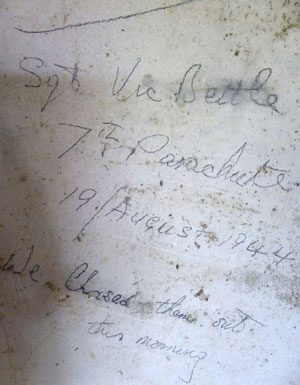 Sgt Vic Bettle
7th Parachute
19/August 1944
We Chased them out
this morning